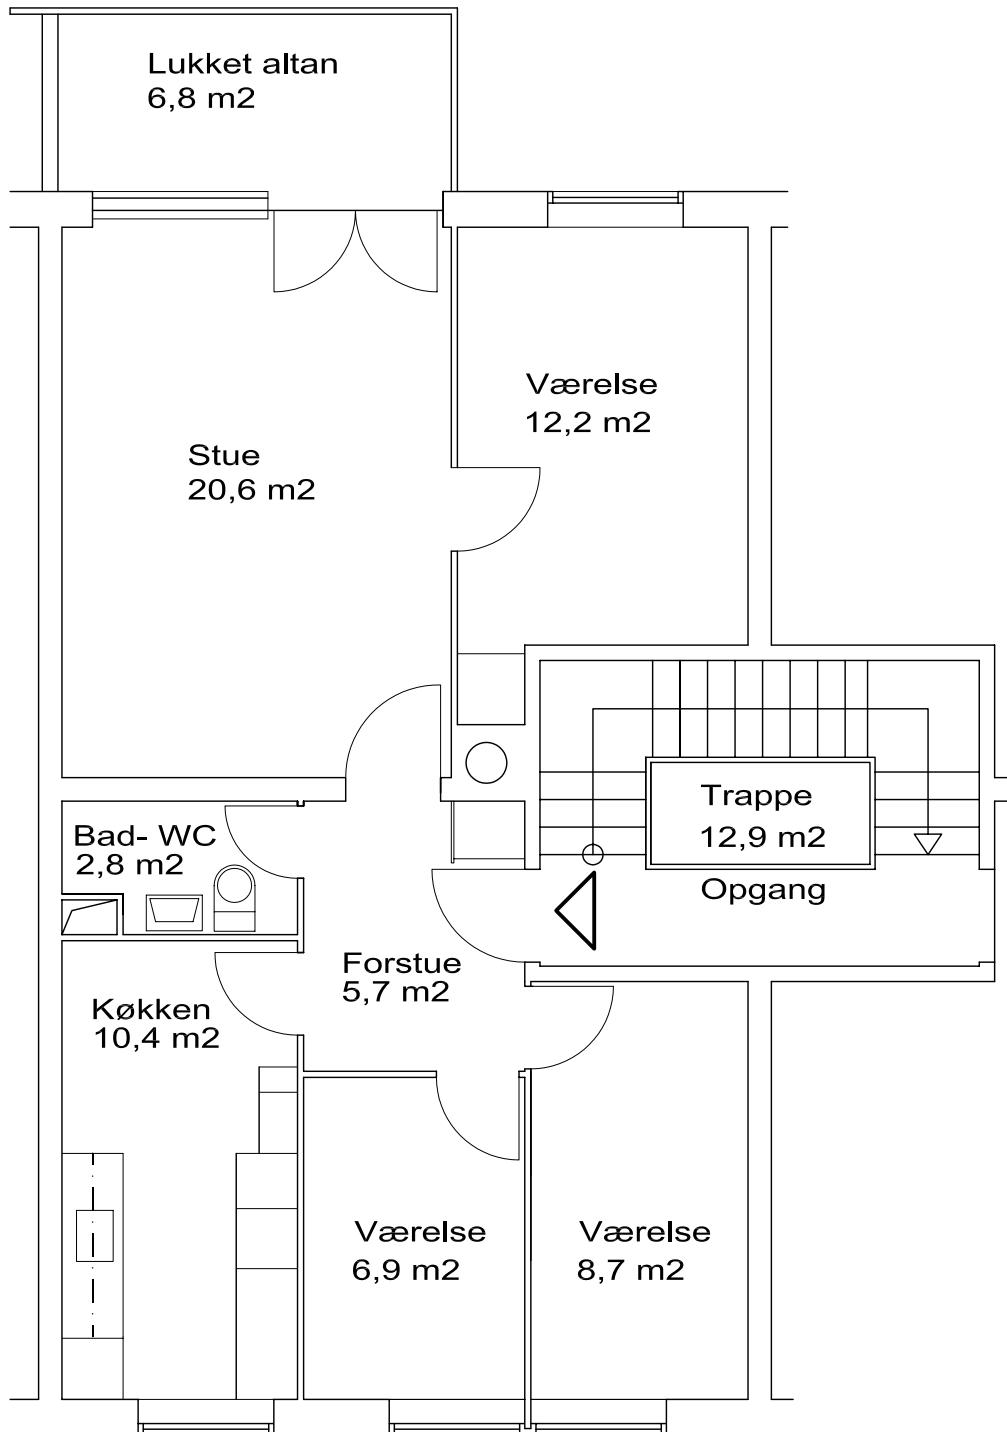 Lukket altan
6,8 m2
Værelse
12,2 m2
Stue
20,6 m2
Trappe
12,9 m2
Opgang
Bad- WC
2,8 m2
Forstue
5,7 m2
Køkken
10,4 m2
Værelse
6,9 m2
Værelse
8,7 m2